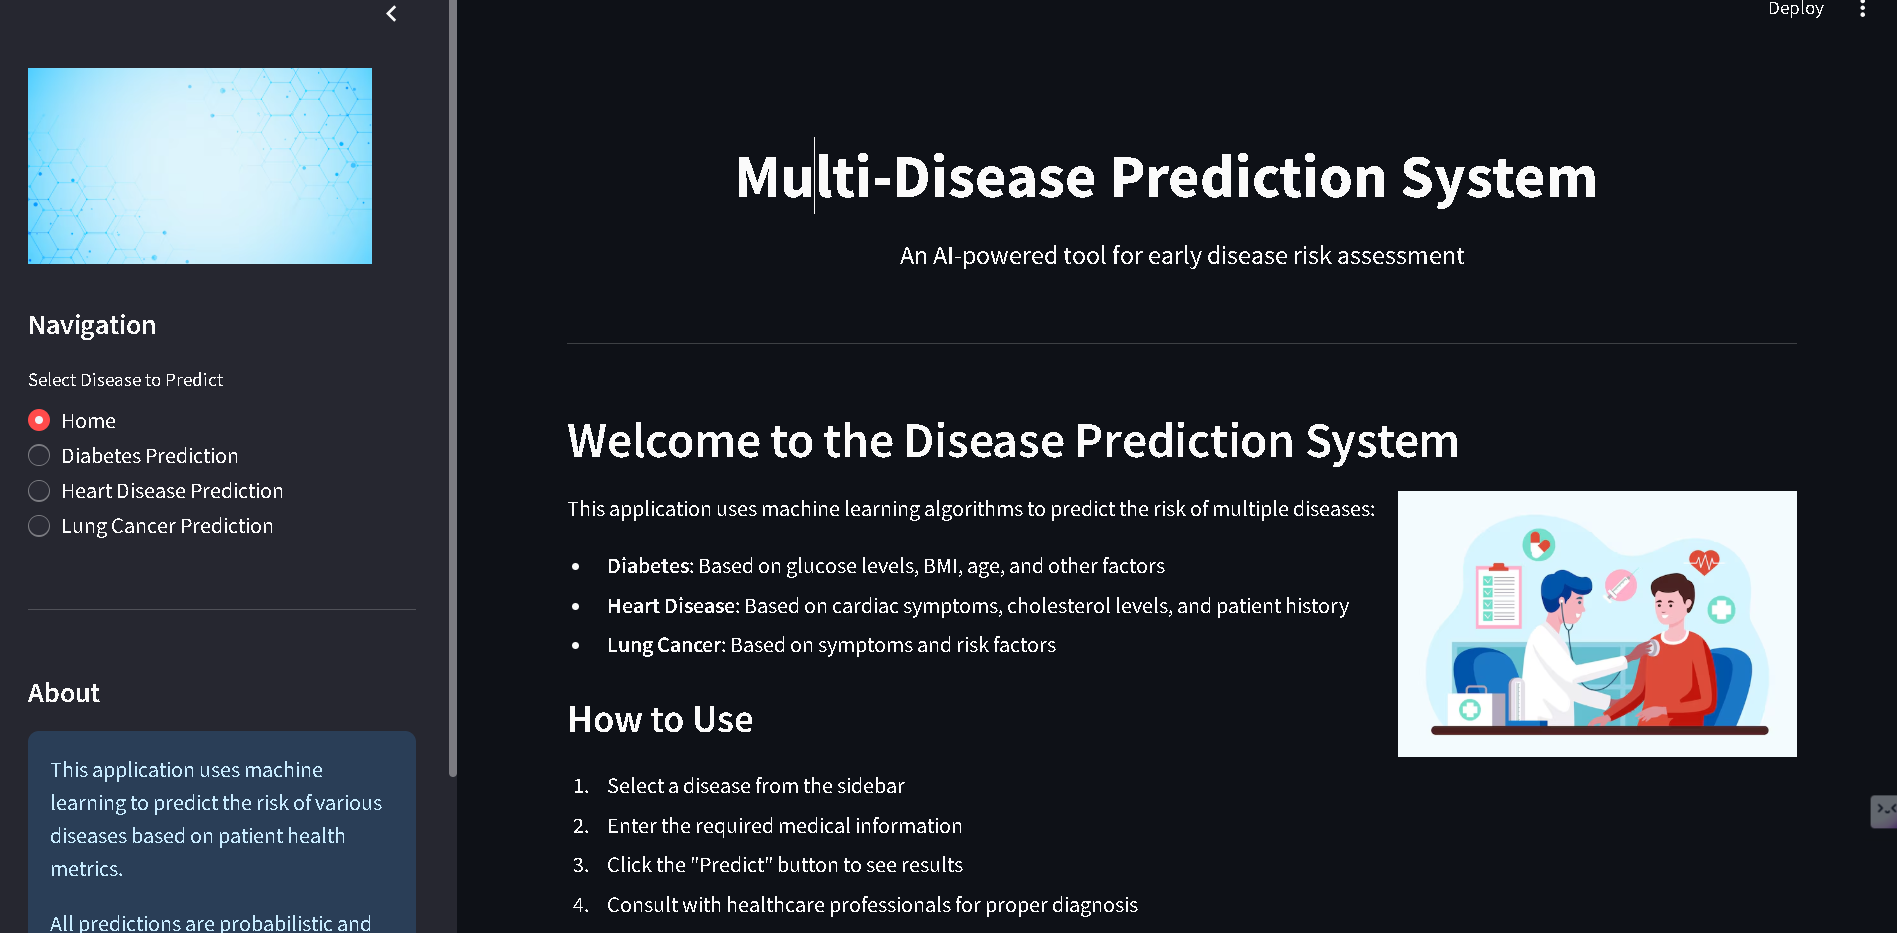 Deploy
Navigation
Select Disease to Predict
Home
Diabetes Prediction
Heart Disease Prediction
Lung Cancer Prediction
About
This application uses machine
learning to predict the risk of various
diseases based on patient health
metrics.
All predictions are probabilistic and
Multi-Disease Prediction System
An AI-powered tool for early disease risk assessment
Welcome to the Disease Prediction System
This application uses machine learning algorithms to predict the risk of multiple diseases:
• Diabetes: Based on glucose levels, BMI, age, and other factors
• Heart Disease: Based on cardiac symptoms, cholesterol levels, and patient history
• Lung Cancer: Based on symptoms and risk factors
How to Use
1. Select a disease from the sidebar
2. Enter the required medical information
3. Click the "Predict" button to see results
4. Consult with healthcare professionals for proper diagnosis